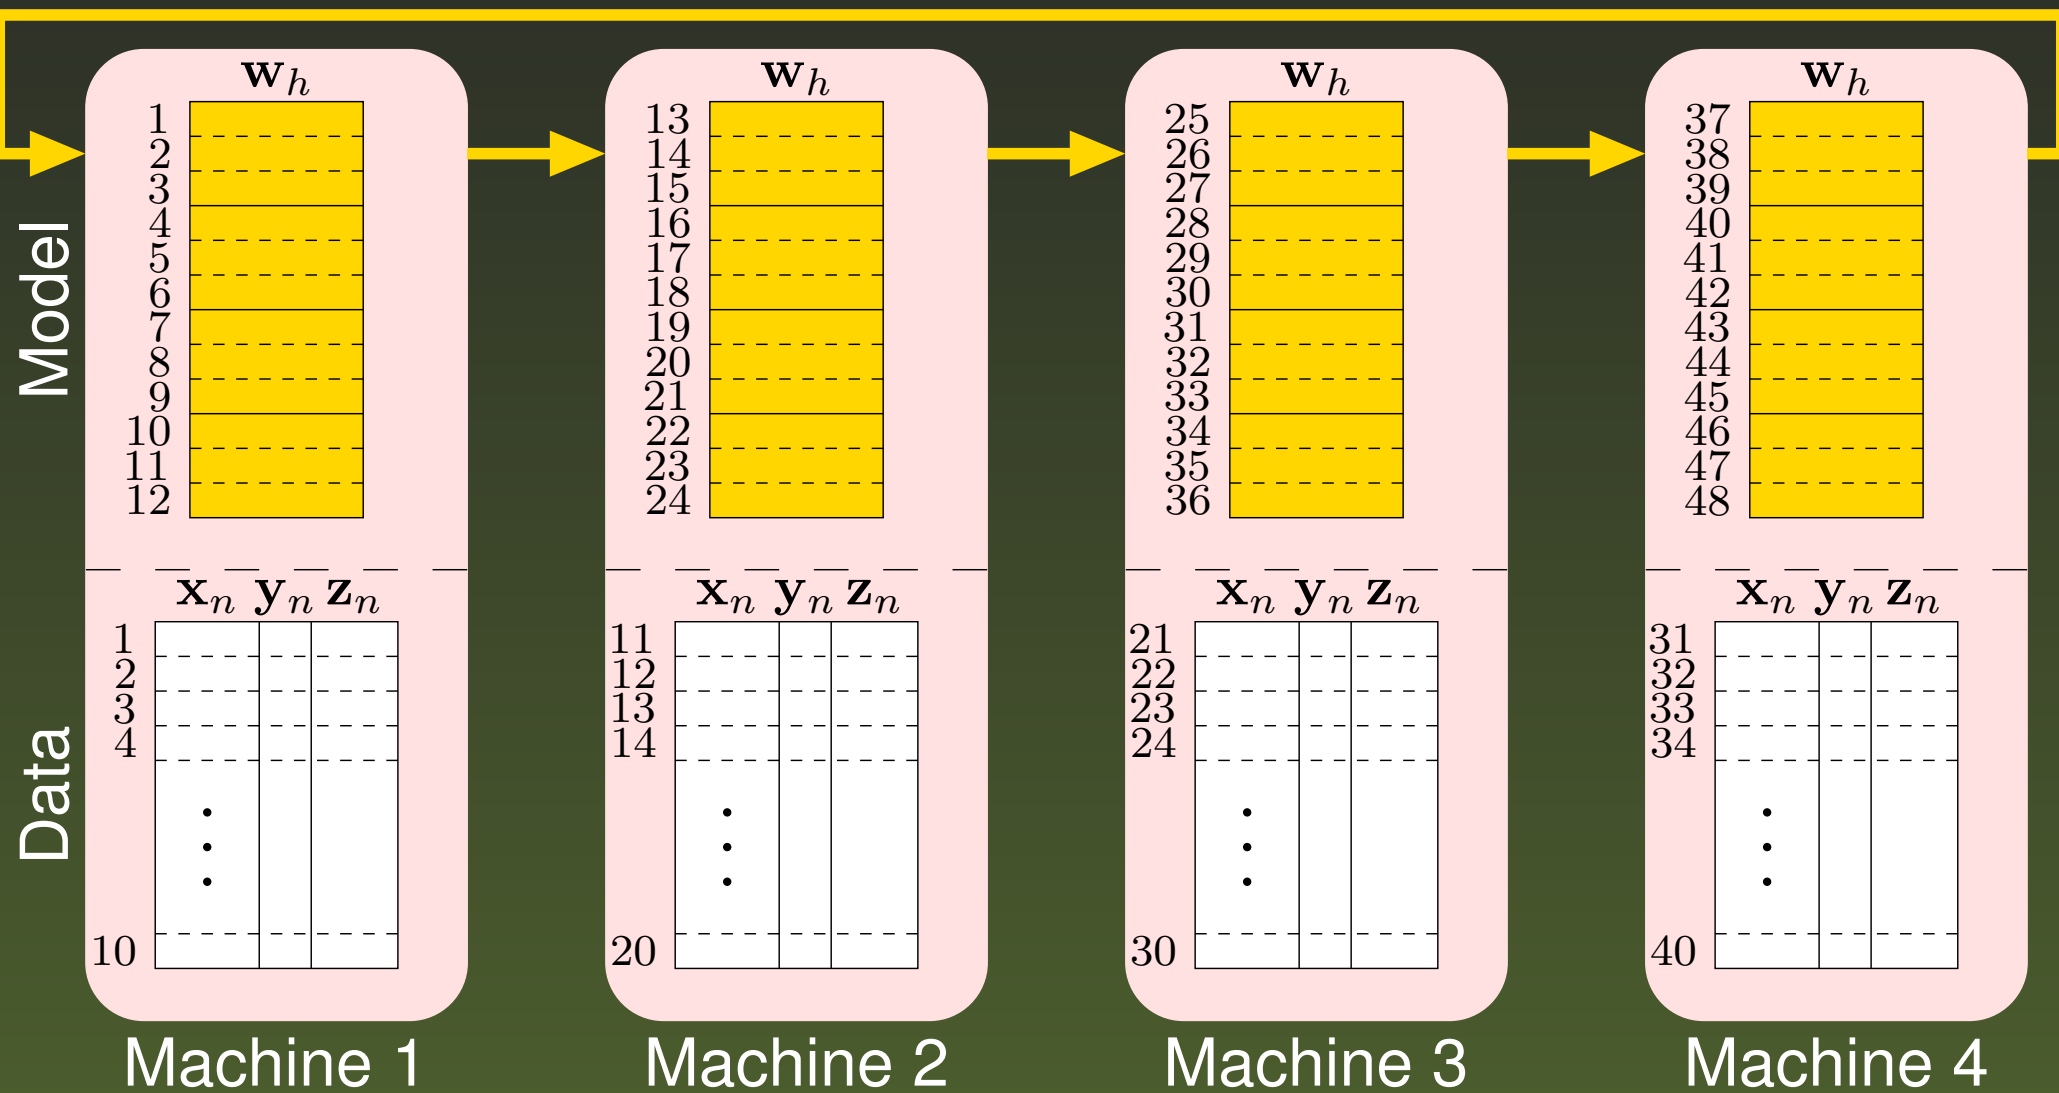 w_h w_h w_h w_h
1 13 25 37
2 14 26 38
3 15 27 39
4 16 28 40
5 17 29 41
6 18 30 42
7 19 31 43
8 20 32 44
9 21 33 45
10 22 34 46
11 23 35 47
12 24 36 48
Model
x_n y_n z_n x_n y_n z_n x_n y_n z_n x_n y_n z_n
1 11 21 31
2 12 22 32
3 13 23 33
4 14 24 34
10 20 30 40
Data
Machine 1 Machine 2 Machine 3 Machine 4